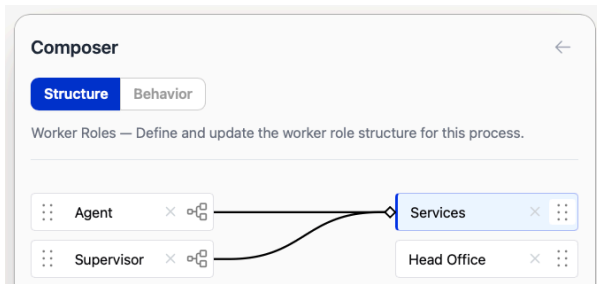 Composer
Structure Behavior
Worker Roles — Define and update the worker role structure for this process.
Agent Services
Supervisor Head Office